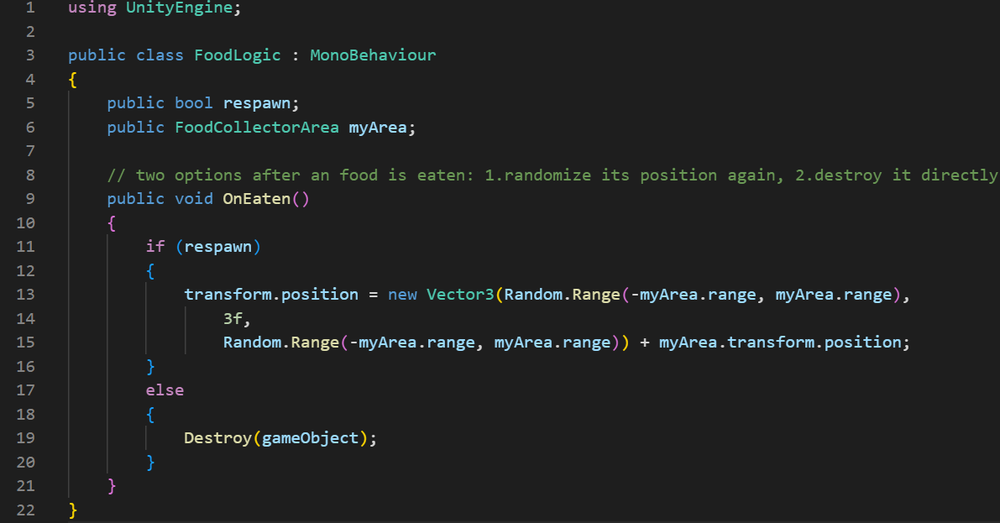 1 using UnityEngine;
2
3 public class FoodLogic : MonoBehaviour
4 {
5     public bool respawn;
6     public FoodCollectorArea myArea;
7
8     // two options after an food is eaten: 1.randomize its position again, 2.destroy it directly
9     public void OnEaten()
10     {
11         if (respawn)
12         {
13             transform.position = new Vector3(Random.Range(-myArea.range, myArea.range),
14                 3f,
15                 Random.Range(-myArea.range, myArea.range)) + myArea.transform.position;
16         }
17         else
18         {
19             Destroy(gameObject);
20         }
21     }
22 }